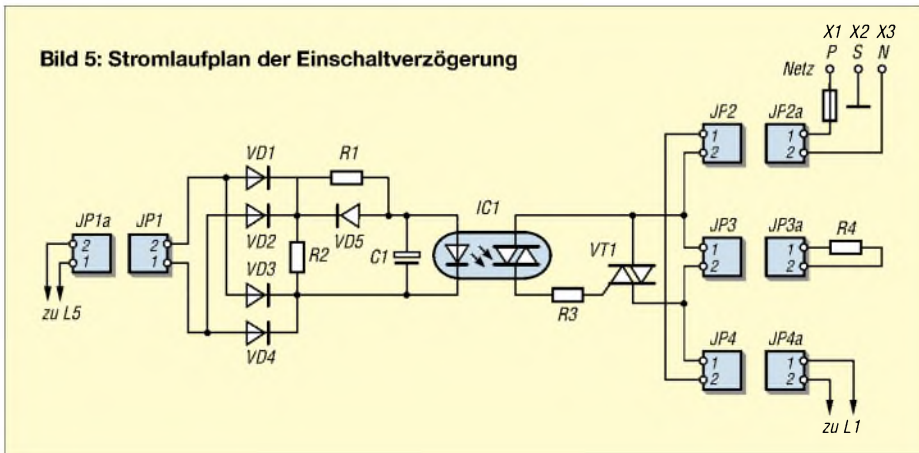 Bild 5: Stromlaufplan der Einschaltverzögerung
X1 X2 X3
P S N
Netz
JP2 JP2a
1 1
2 2
VD1 R1
IC1
JP1a JP1
2 2
1 1
zu L5
VD2 VD5
R2 C1
VD3
VD4
VT1
R3
JP3 JP3a R4
1 1
2 2
JP4 JP4a
1 1
2 2
zu L1